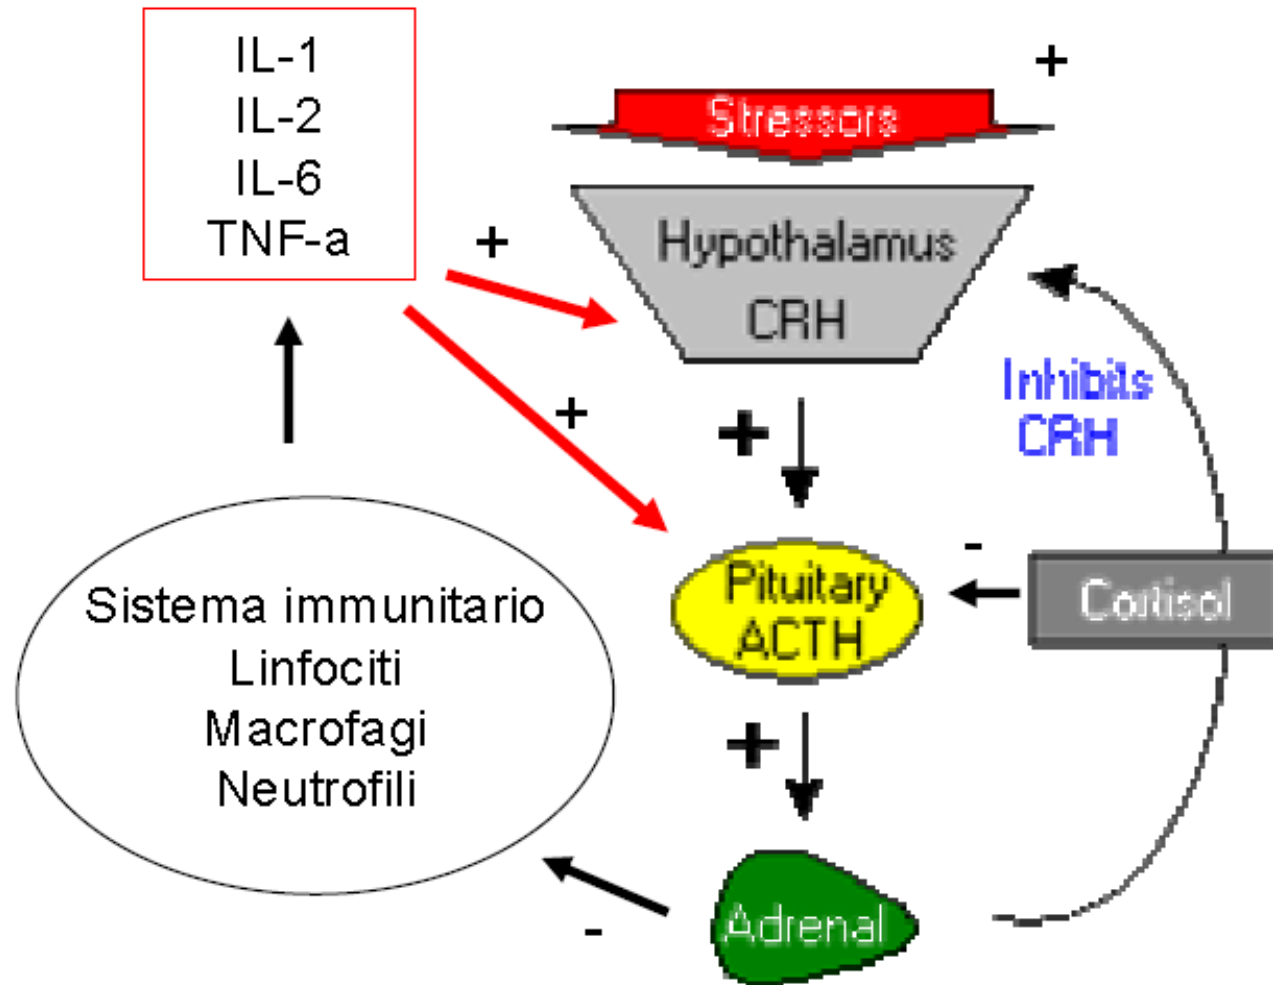 IL-1
IL-2
IL-6
TNF-a
+
Stressors
+
Hypothalamus
CRH
Inhibits
CRH
+
+
-
Pituitary
ACTH
Cortisol
Sistema immunitario
Linfociti
Macrofagi
Neutrofili
+
-
Adrenal